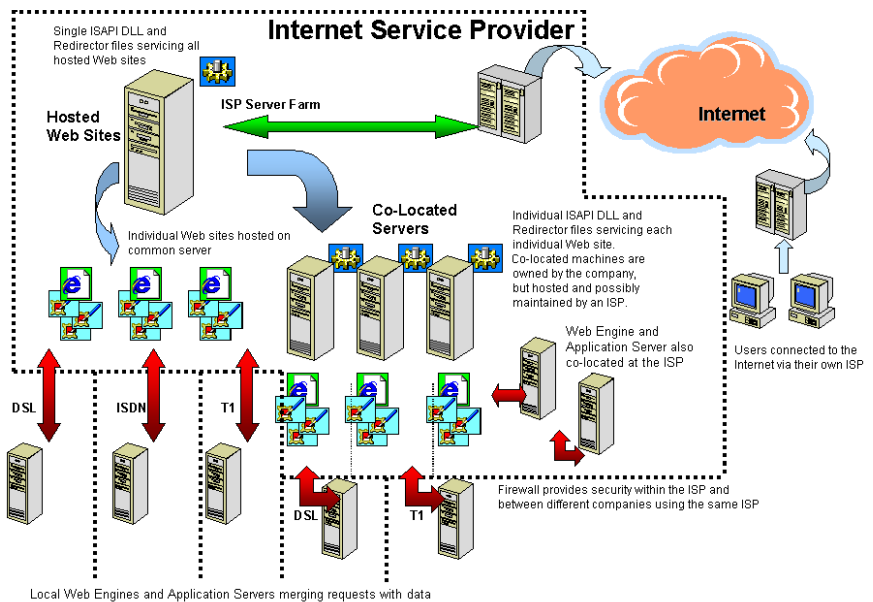 Internet Service Provider
Single ISAPI DLL and
Redirector files servicing all
hosted Web sites
ISP Server Farm
Hosted
Web Sites
Internet
Co-Located
Servers
Individual Web sites hosted on
common server
Individual ISAPI DLL and
Redirector files servicing each
individual Web site.
Co-located machines are
owned by the company,
but hosted and possibly
maintained by an ISP.
Web Engine and
Application Server also
co-located at the ISP
Users connected to the
Internet via their own ISP
DSL
ISDN
T1
DSL
T1
Firewall provides security within the ISP and
between different companies using the same ISP
Local Web Engines and Application Servers merging requests with data